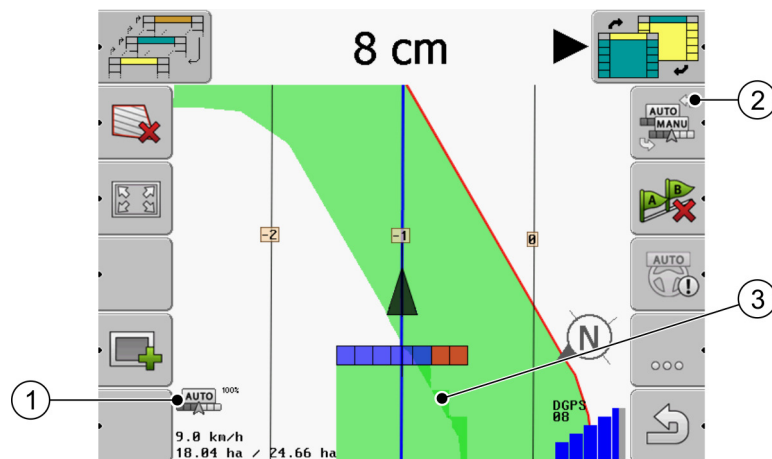 8 cm
AUTO
MANU
2
A B
-2
-1
0
AUTO
3
N
1
AUTO
100%
DGPS
08
9.0 km/h
18.04 ha / 24.66 ha